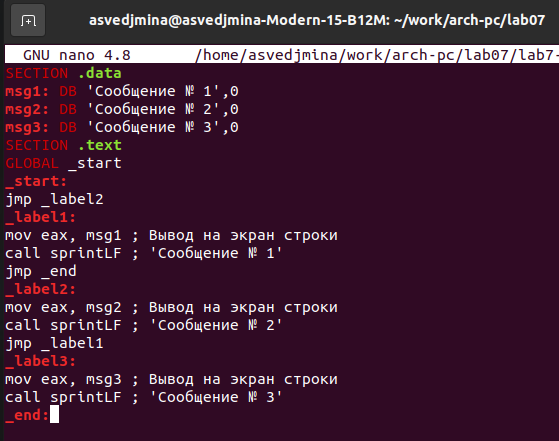 asvedjmina@asvedjmina-Modern-15-B12M: ~/work/arch-pc/lab07
GNU nano 4.8 /home/asvedjmina/work/arch-pc/lab07/lab7-
SECTION .data
msg1: DB 'Сообщение № 1',0
msg2: DB 'Сообщение № 2',0
msg3: DB 'Сообщение № 3',0
SECTION .text
GLOBAL _start
_start:
jmp _label2
_label1:
mov eax, msg1 ; Вывод на экран строки
call sprintLF ; 'Сообщение № 1'
jmp _end
_label2:
mov eax, msg2 ; Вывод на экран строки
call sprintLF ; 'Сообщение № 2'
jmp _label1
_label3:
mov eax, msg3 ; Вывод на экран строки
call sprintLF ; 'Сообщение № 3'
_end: